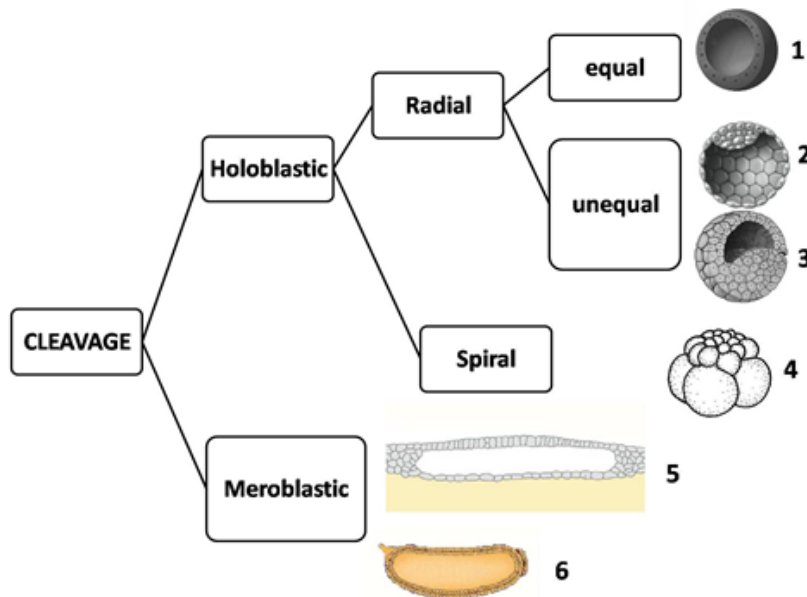 equal
1
Radial
2
Holoblastic
unequal
3
CLEAVAGE
Spiral
4
5
Meroblastic
6